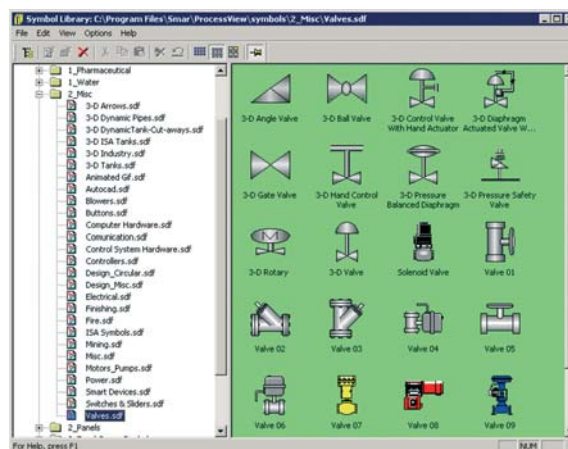 Symbol Library: C:\Program Files\Smar\ProcessView\symbols\2_Misc\Valves.sdf
File Edit View Options Help
1_Pharmaceutical
1_Water
2_Misc
3-D Arrows.sdf
3-D Dynamic Pipes.sdf
3-D DynamicTank-Cut-aways.sdf
3-D ISA Tanks.sdf
3-D Industry.sdf
3-D Tanks.sdf
Animated Gif.sdf
Autocad.sdf
Blowers.sdf
Buttons.sdf
Computer Hardware.sdf
Comunication.sdf
Control System Hardware.sdf
Controllers.sdf
Design_Circular.sdf
Design_Misc.sdf
Electrical.sdf
Finishing.sdf
Fire.sdf
ISA Symbols.sdf
Mining.sdf
Misc.sdf
Motors_Pumps.sdf
Power.sdf
Smart Devices.sdf
Switches & Sliders.sdf
Valves.sdf
2_Panels
3-D Angle Valve
3-D Ball Valve
3-D Control Valve
With Hand Actuator
3-D Diaphragm
Actuated Valve W...
3-D Gate Valve
3-D Hand Control
Valve
3-D Pressure
Balanced Diaphragm
3-D Pressure Safety
Valve
M
3-D Rotary
3-D Valve
Solenoid Valve
Valve 01
Valve 02
Valve 03
Valve 04
Valve 05
Valve 06
Valve 07
Valve 08
Valve 09
For Help, press F1
NUM